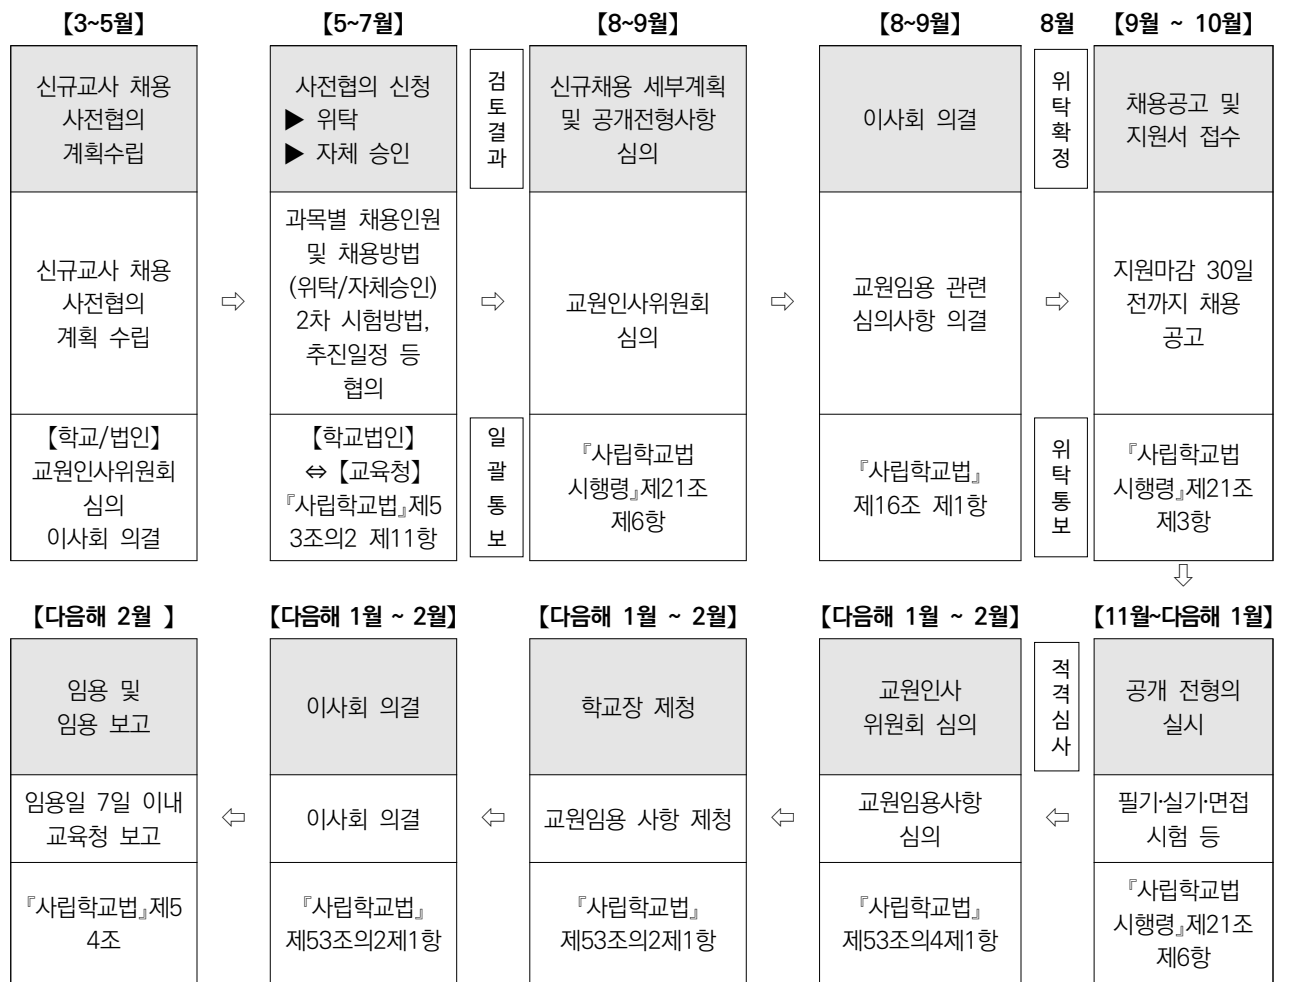 【3~5월】
【5~7월】
【8~9월】
【8~9월】
8월
【9월 ~ 10월】
신규교사 채용
사전협의
계획수립
사전협의 신청
▶ 위탁
▶ 자체 승인
검
토
결
과
신규채용 세부계획
및 공개전형사항
심의
이사회 의결
위
탁
확
정
채용공고 및
지원서 접수
신규교사 채용
사전협의
계획 수립
⇨
과목별 채용인원
및 채용방법
(위탁/자체승인)
2차 시험방법,
추진일정 등
협의
⇨
교원인사위원회
심의
⇨
교원임용 관련
심의사항 의결
⇨
지원마감 30일
전까지 채용
공고
【학교/법인】
교원인사위원회
심의
이사회 의결
【학교법인】
⇔【교육청】
『사립학교법』제5
3조의2 제11항
일
괄
통
보
『사립학교법
시행령』제21조
제6항
『사립학교법』
제16조 제1항
위
탁
통
보
『사립학교법
시행령』제21조
제3항
⇩
【다음해 2월 】
【다음해 1월 ~ 2월】
【다음해 1월 ~ 2월】
【다음해 1월 ~ 2월】
【11월~다음해 1월】
임용 및
임용 보고
이사회 의결
학교장 제청
교원인사
위원회 심의
적
격
심
사
공개 전형의
실시
임용일 7일 이내
교육청 보고
⇦
이사회 의결
⇦
교원임용 사항 제청
⇦
교원임용사항
심의
⇦
필기·실기·면접
시험 등
『사립학교법』제5
4조
『사립학교법』
제53조의2제1항
『사립학교법』
제53조의2제1항
『사립학교법』
제53조의4제1항
『사립학교법
시행령』제21조
제6항